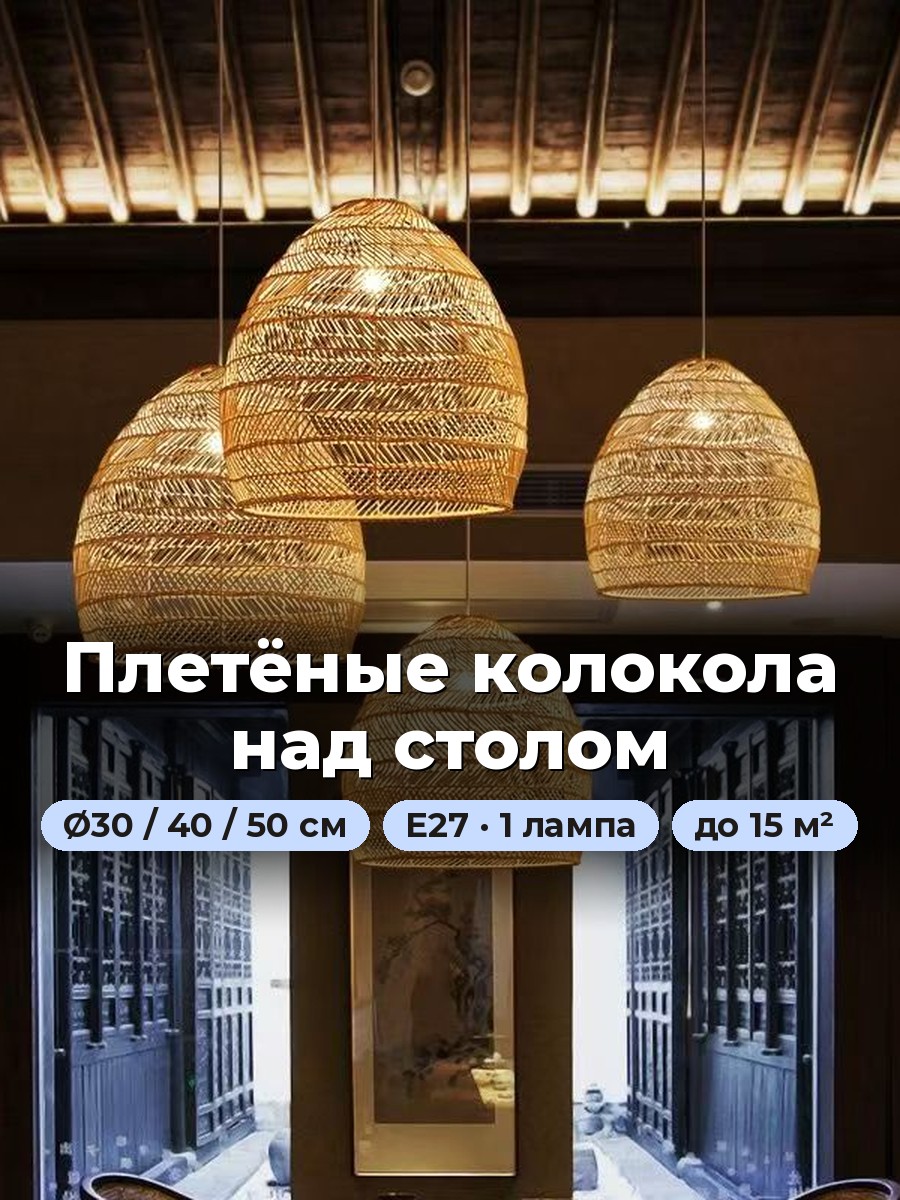 Плетёные колокола
над столом
Ø30 / 40 / 50 см
E27 · 1 лампа
до 15 м²